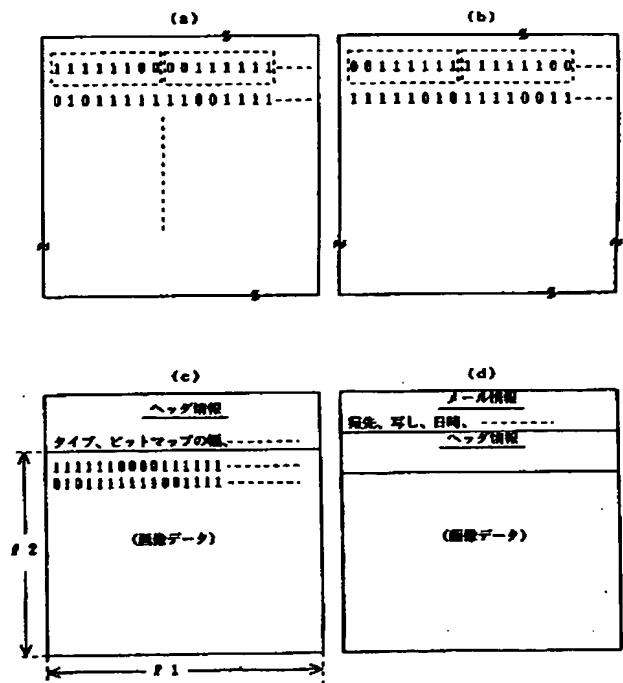 (a)
1111110000111111-----
0101111111001111-----
(b)
0011111111111100----
1111101011110011----
(c)
ヘッダ情報
タイプ、ビットマップの幅、--------
1111110000111111--------
0101111111001111--------
(画像データ)
ℓ 2
ℓ 1
(d)
メール情報
宛先、写し、日時、--------
ヘッダ情報
(画像データ)